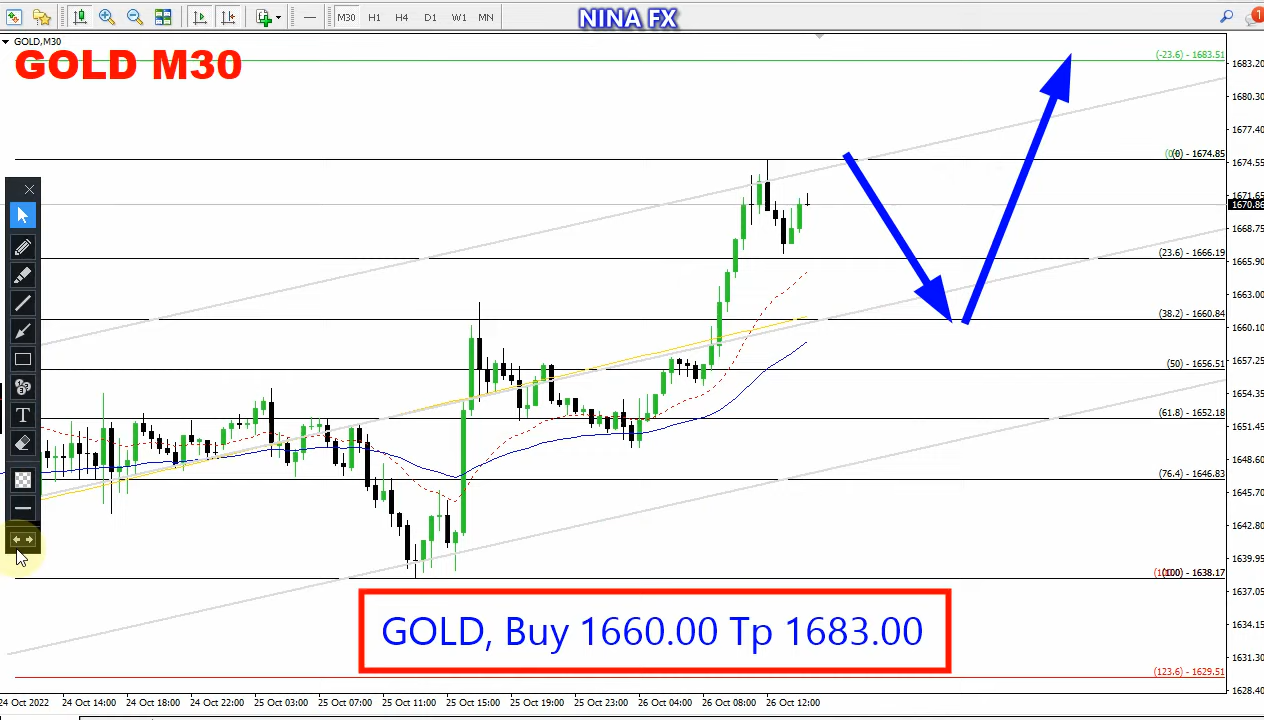 M30 H1 H4 D1 W1 MN
NINA FX
1
GOLD,M30
GOLD M30
(-23.6) - 1683.51
1683.20
1680.30
1677.40
(0) - 1674.85
1674.55
1671.65
1670.86
1668.75
(23.6) - 1666.19
1665.90
1663.00
(38.2) - 1660.84
1660.10
1657.25
(50) - 1656.51
1654.35
(61.8) - 1652.18
1651.45
1648.60
(76.4) - 1646.83
1645.70
1642.80
1639.95
(100) - 1638.17
1637.05
1634.15
1631.30
(123.6) - 1629.51
1628.40
T
GOLD, Buy 1660.00 Tp 1683.00
24 Oct 2022 24 Oct 14:00 24 Oct 18:00 24 Oct 22:00 25 Oct 03:00 25 Oct 07:00 25 Oct 11:00 25 Oct 15:00 25 Oct 19:00 25 Oct 23:00 26 Oct 04:00 26 Oct 08:00 26 Oct 12:00